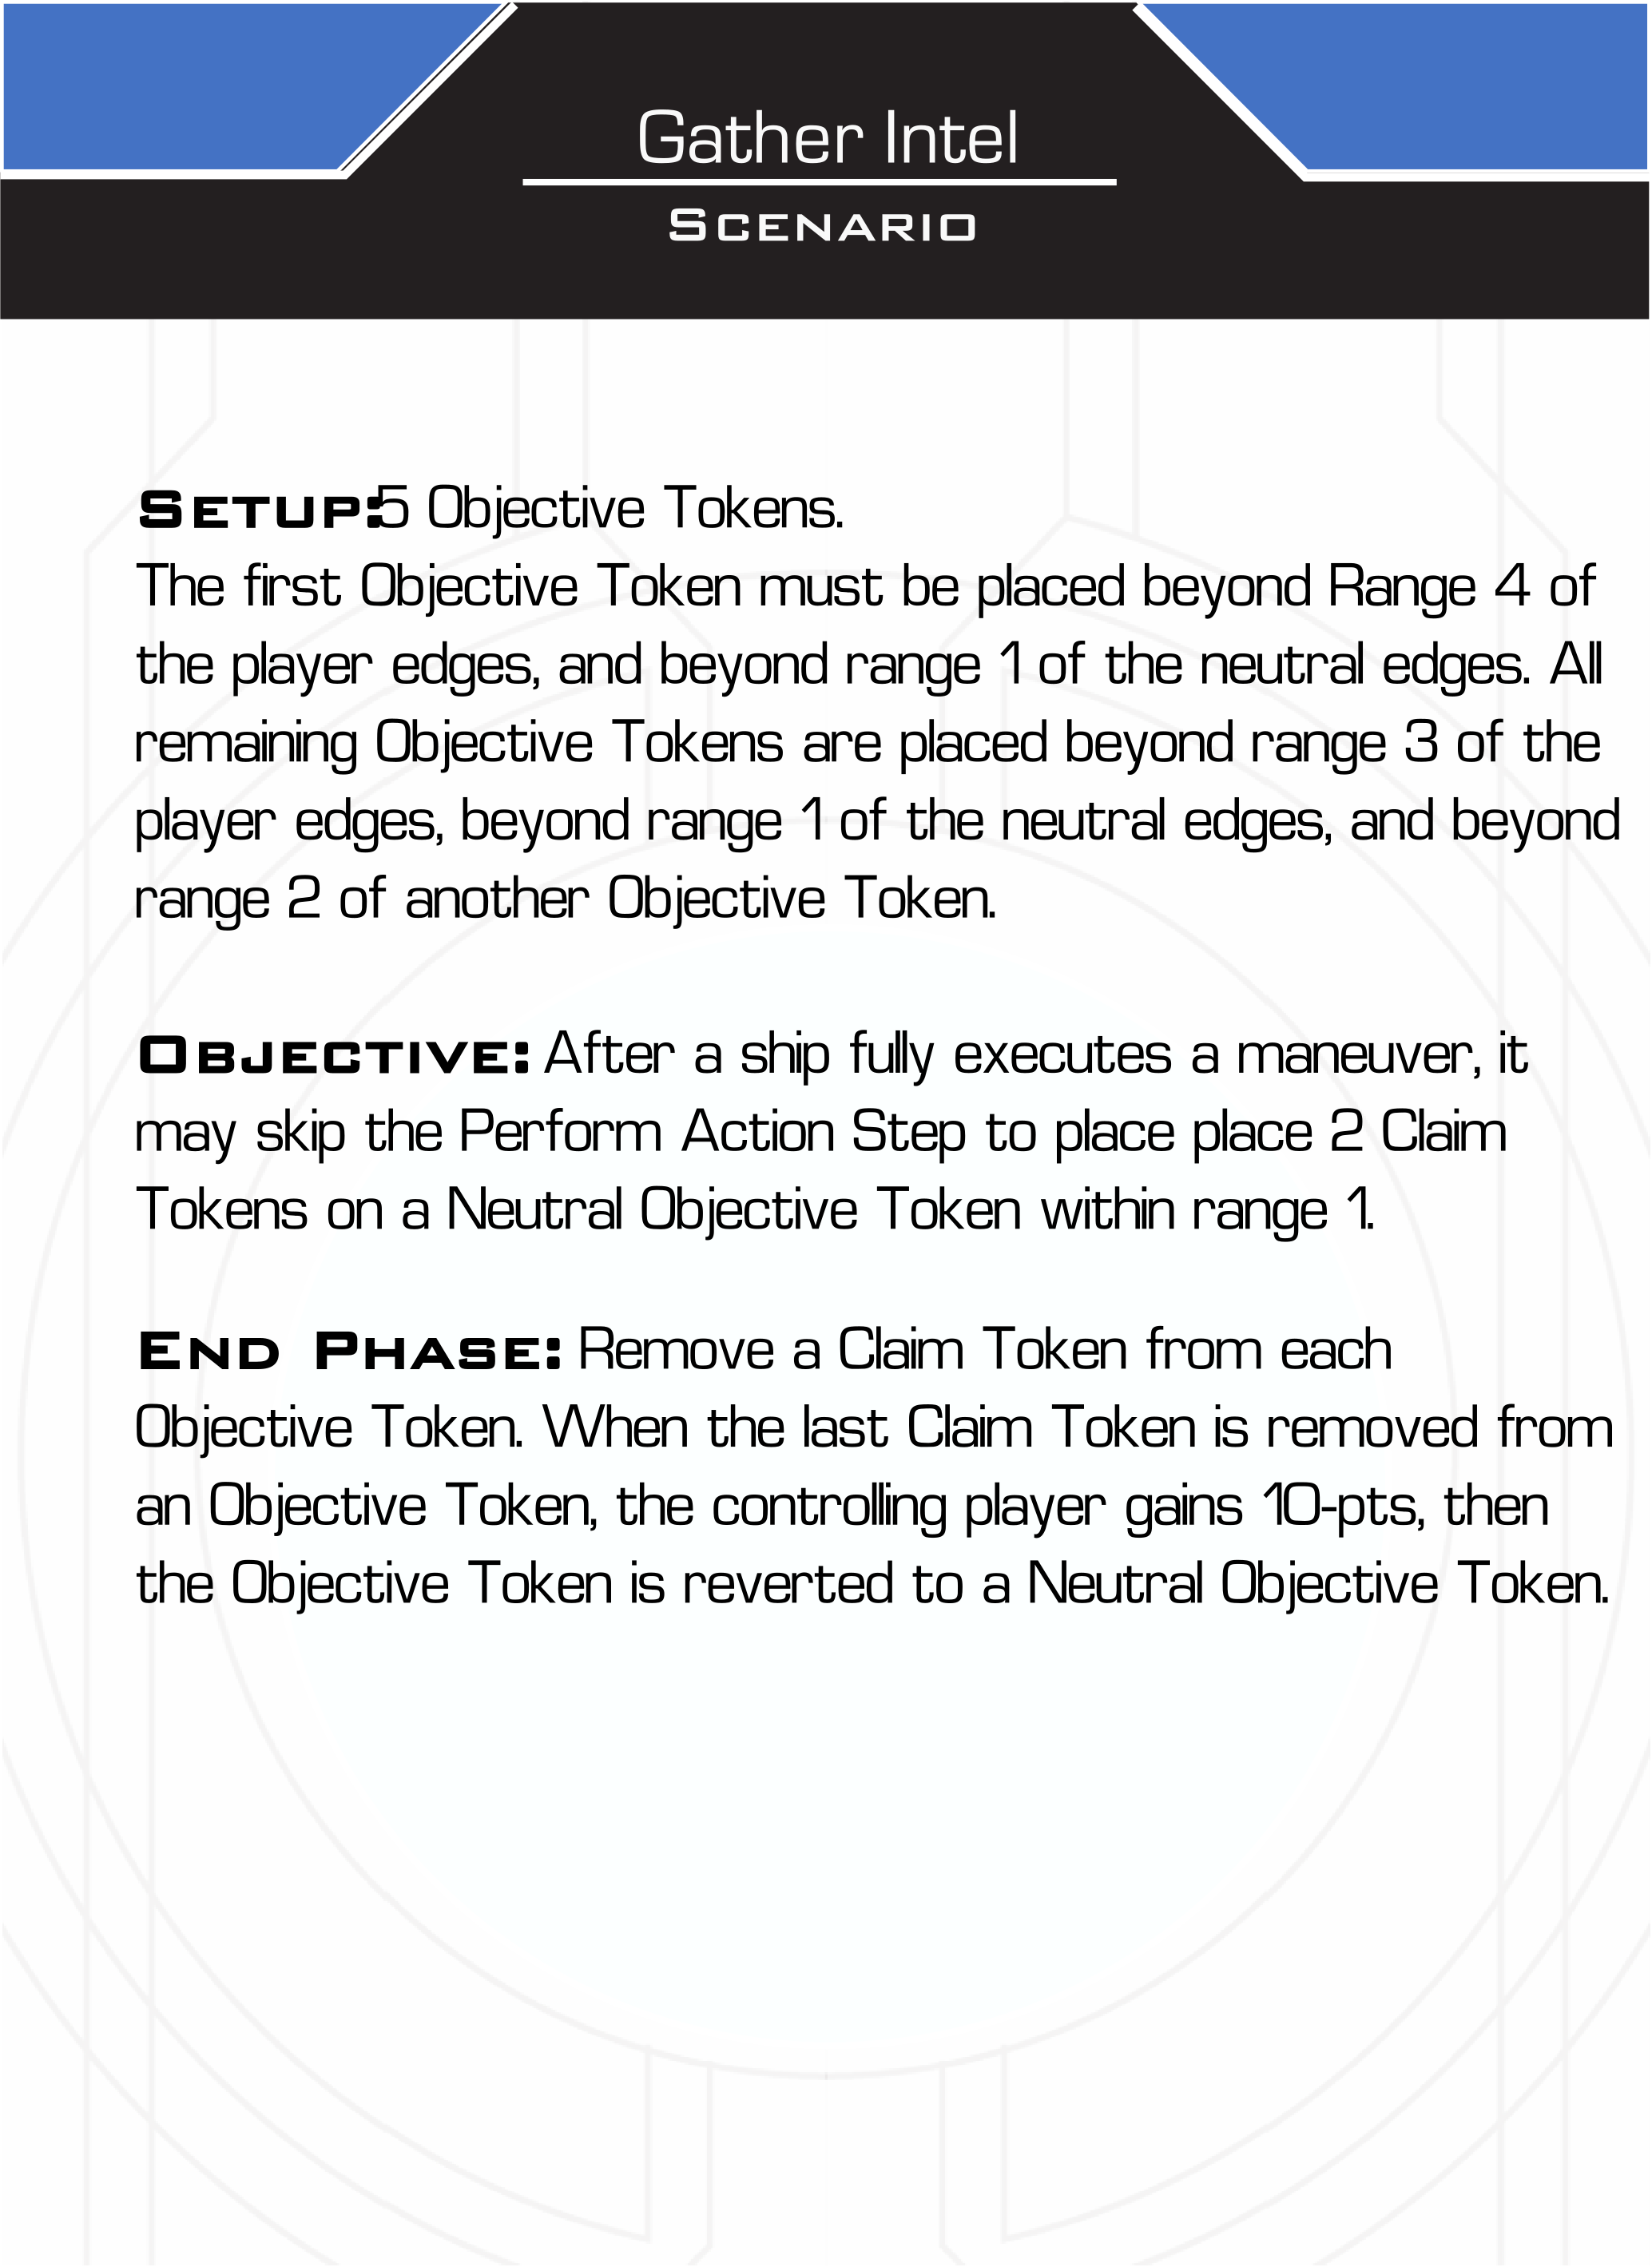 Gather Intel
Scenario
Setup: 5 Objective Tokens.
The first Objective Token must be placed beyond Range 4 of
the player edges, and beyond range 1 of the neutral edges. All
remaining Objective Tokens are placed beyond range 3 of the
player edges, beyond range 1 of the neutral edges, and beyond
range 2 of another Objective Token.
Objective: After a ship fully executes a maneuver, it
may skip the Perform Action Step to place place 2 Claim
Tokens on a Neutral Objective Token within range 1.
End Phase: Remove a Claim Token from each
Objective Token. When the last Claim Token is removed from
an Objective Token, the controlling player gains 10-pts, then
the Objective Token is reverted to a Neutral Objective Token.